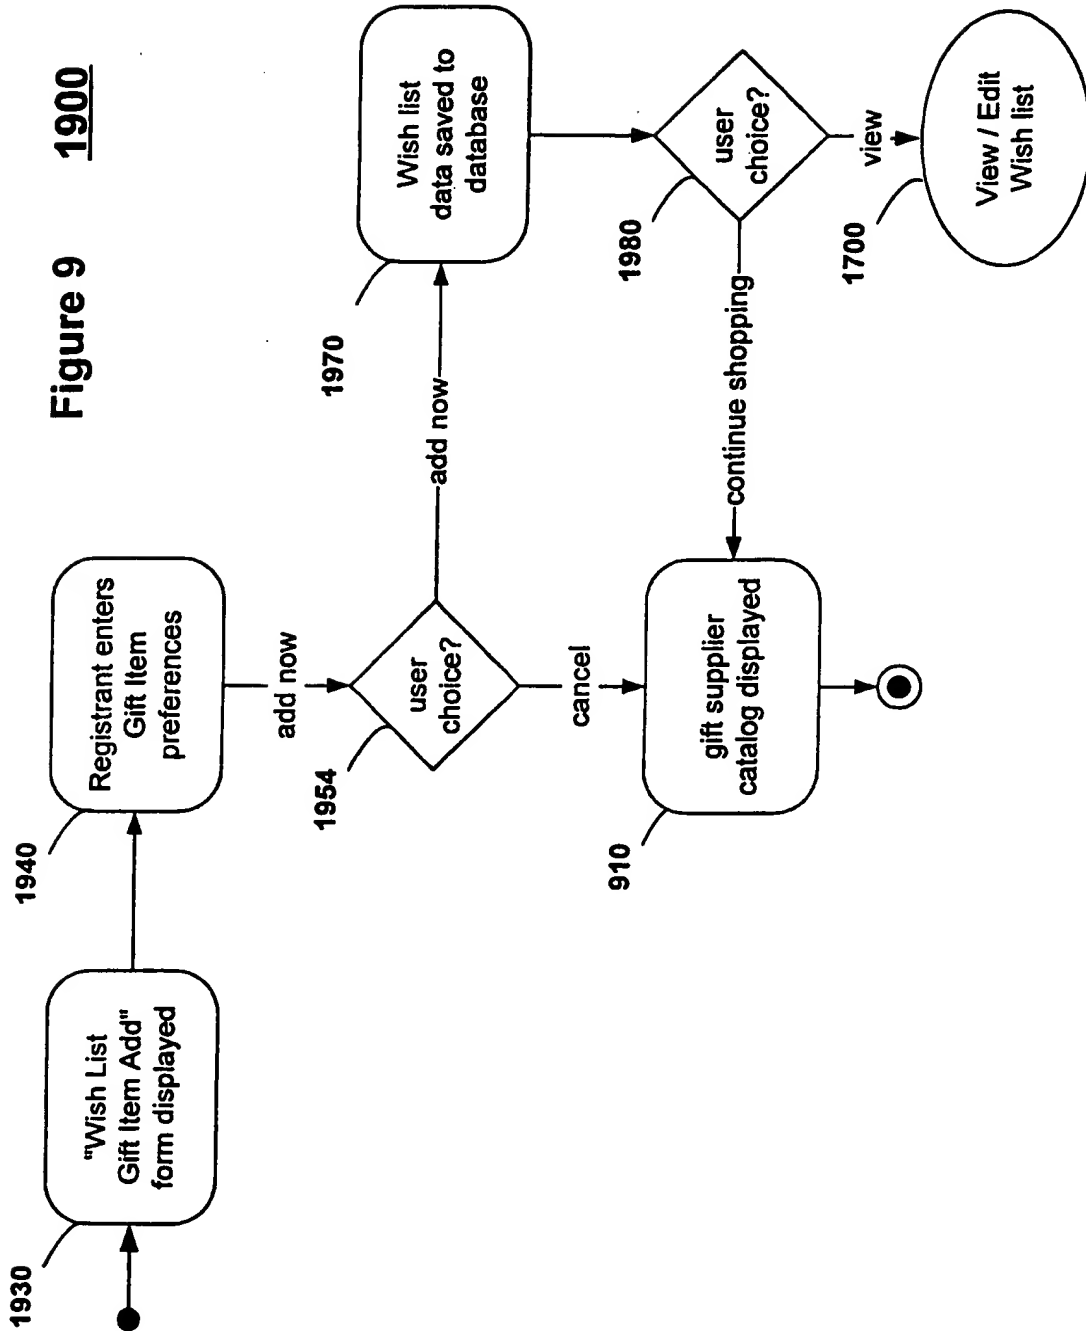 Figure 9
1900
1930
"Wish List
Gift Item Add"
form displayed
1940
Registrant enters
Gift Item
preferences
add now
1954
user
choice?
add now
cancel
1970
Wish list
data saved to
database
1980
user
choice?
continue shopping
view
910
gift supplier
catalog displayed
1700
View / Edit
Wish list